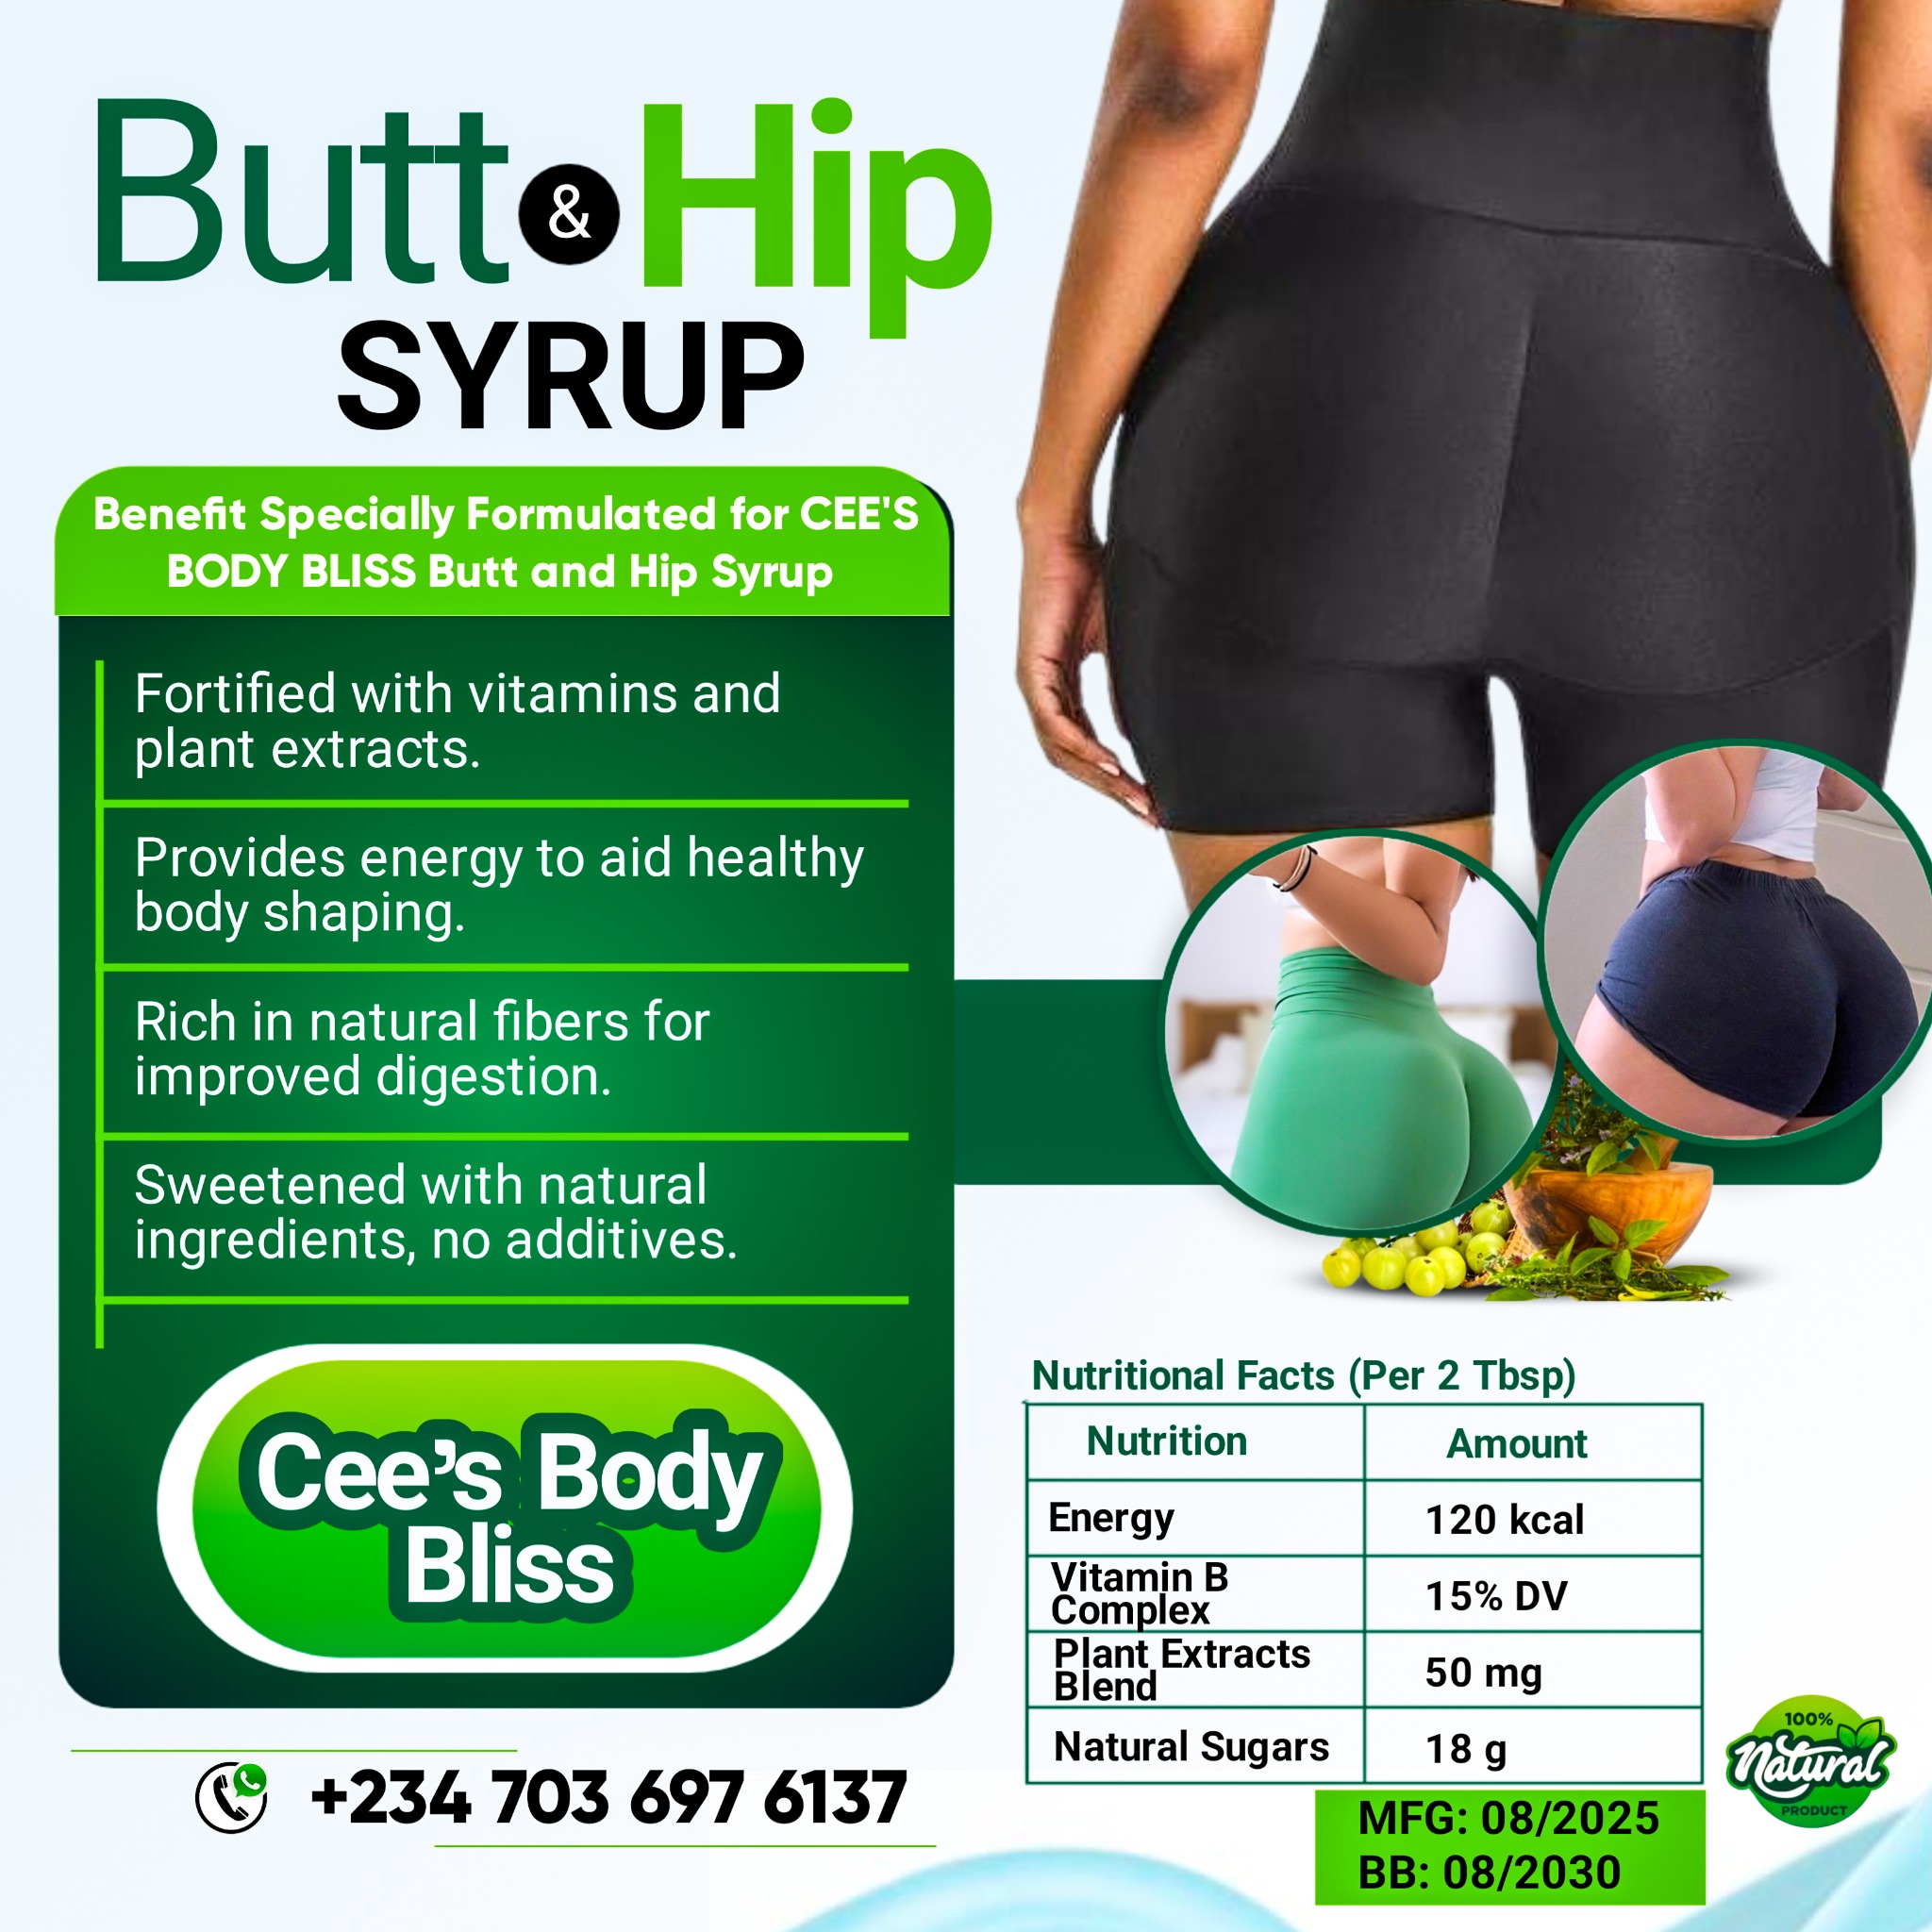 Butt & Hip
SYRUP
Benefit Specially Formulated for CEE'S
BODY BLISS Butt and Hip Syrup
Fortified with vitamins and
plant extracts.
Provides energy to aid healthy
body shaping.
Rich in natural fibers for
improved digestion.
Sweetened with natural
ingredients, no additives.
Cee's Body
Bliss
+234 703 697 6137
Nutritional Facts (Per 2 Tbsp)
Nutrition Amount
Energy 120 kcal
Vitamin B
Complex 15% DV
Plant Extracts
Blend 50 mg
Natural Sugars 18 g
MFG: 08/2025
BB: 08/2030
100%
Natural
PRODUCT